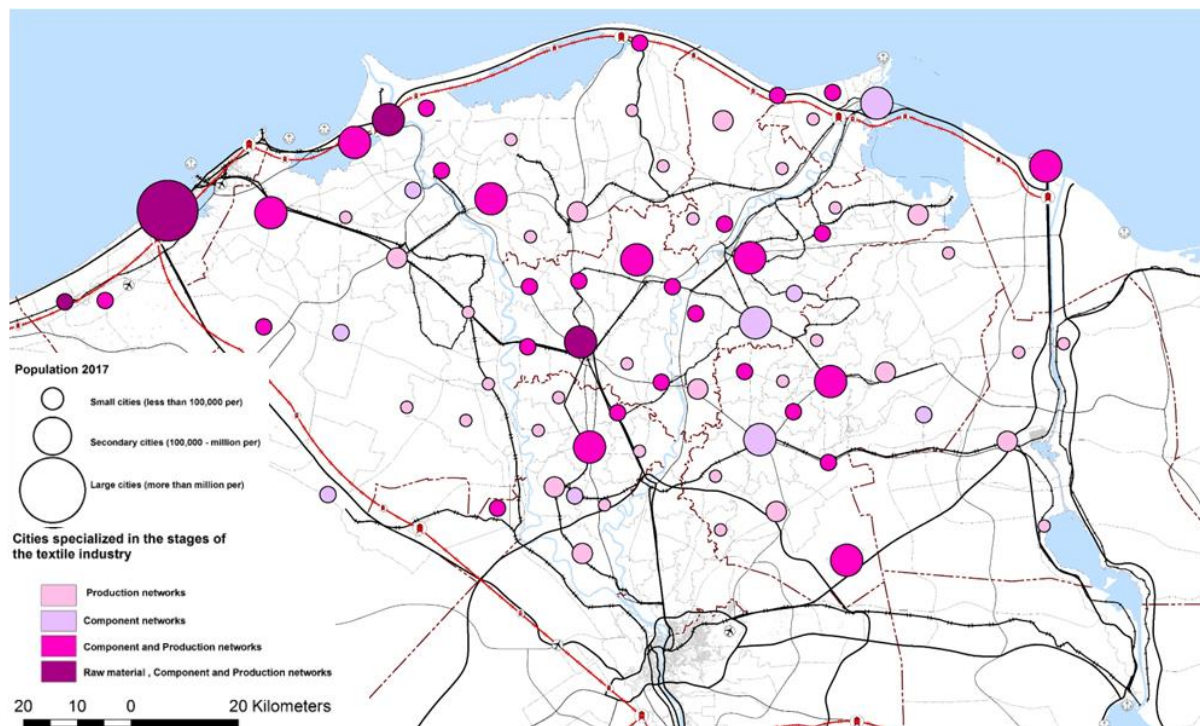 Population 2017
Small cities (less than 100,000 per)
Secondary cities (100,000 - million per)
Large cities (more than million per)
Cities specialized in the stages of
the textile industry
Production networks
Component networks
Component and Production networks
Raw material , Component and Production networks
20 10 0 20 Kilometers